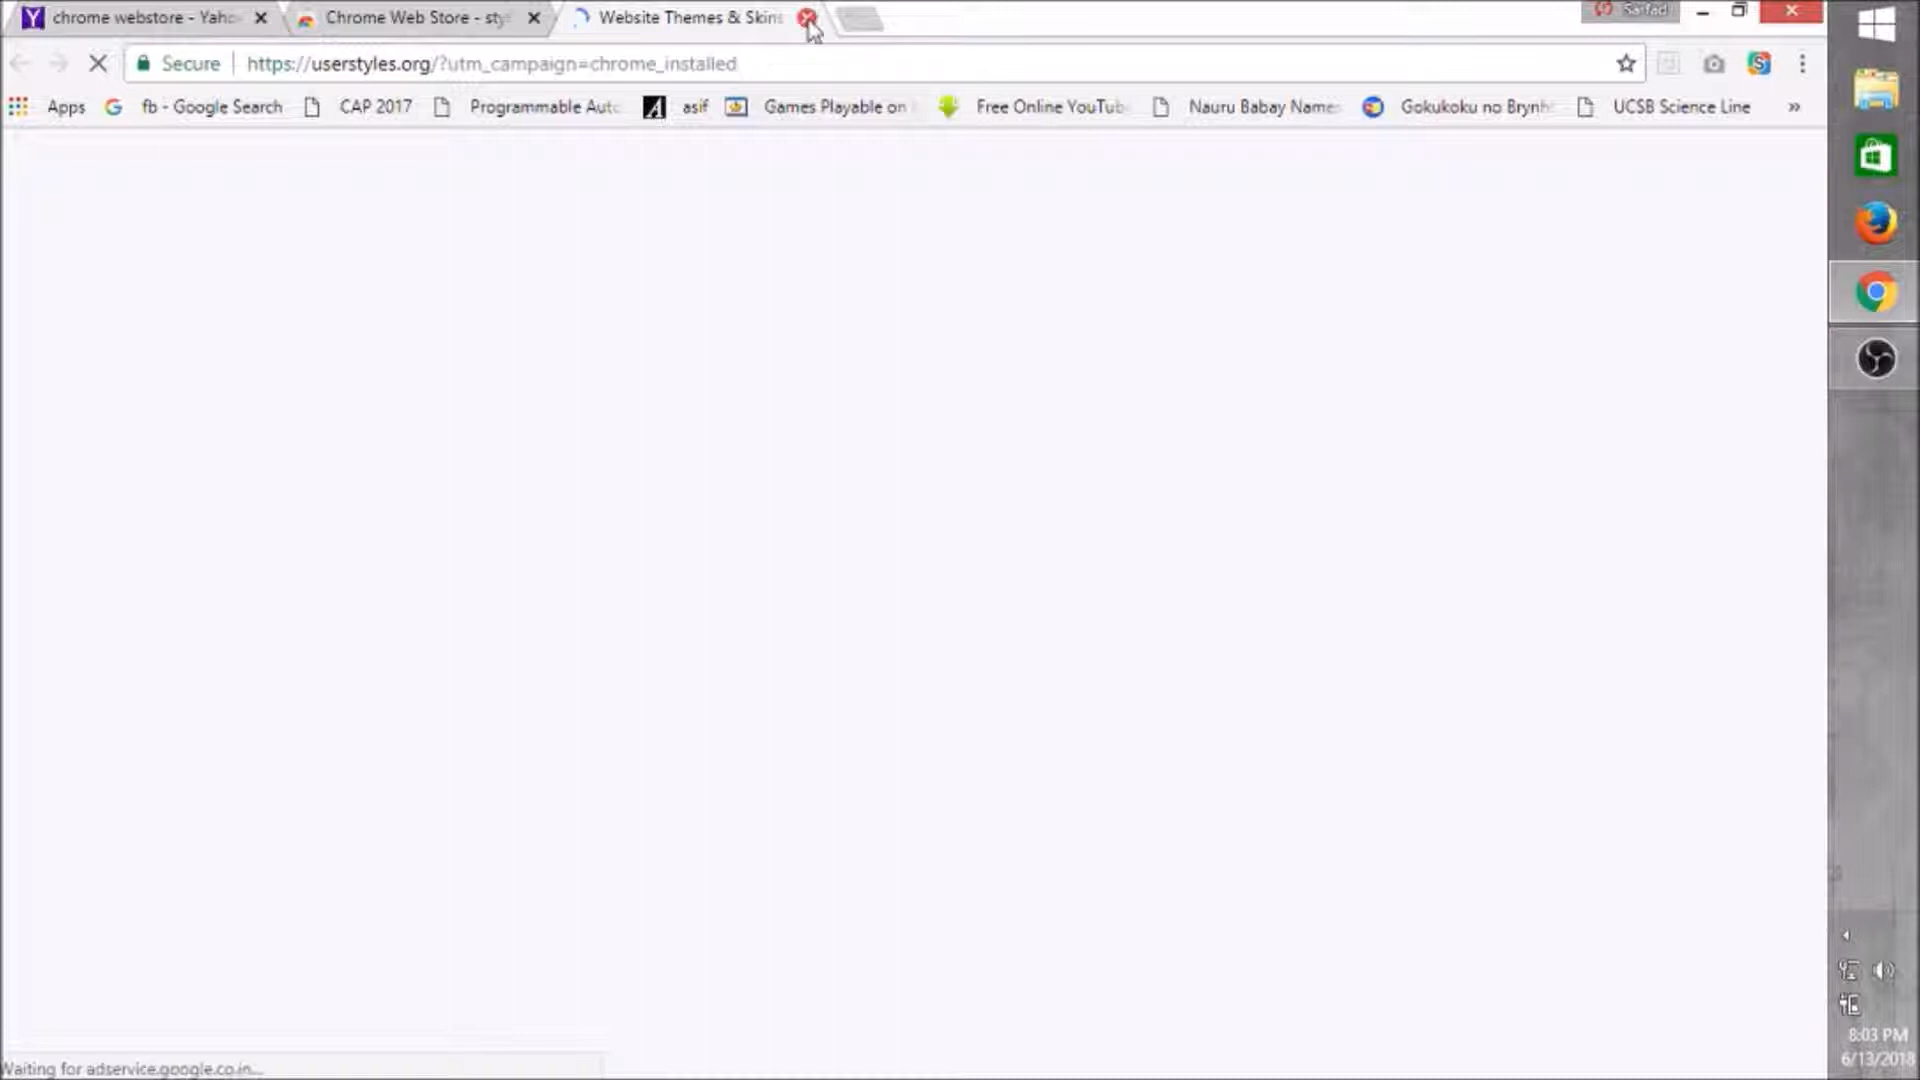 chrome webstore - Yaho
Chrome Web Store - sty
Website Themes & Skins
Sarfad
Secure
https://userstyles.org/?utm_campaign=chrome_installed
Apps
fb - Google Search
CAP 2017
Programmable Auto
asif
Games Playable on
Free Online YouTub
Nauru Babay Names
Gokukoku no Brynh
UCSB Science Line
»
Waiting for adservice.google.co.in...
8:03 PM
6/13/2018